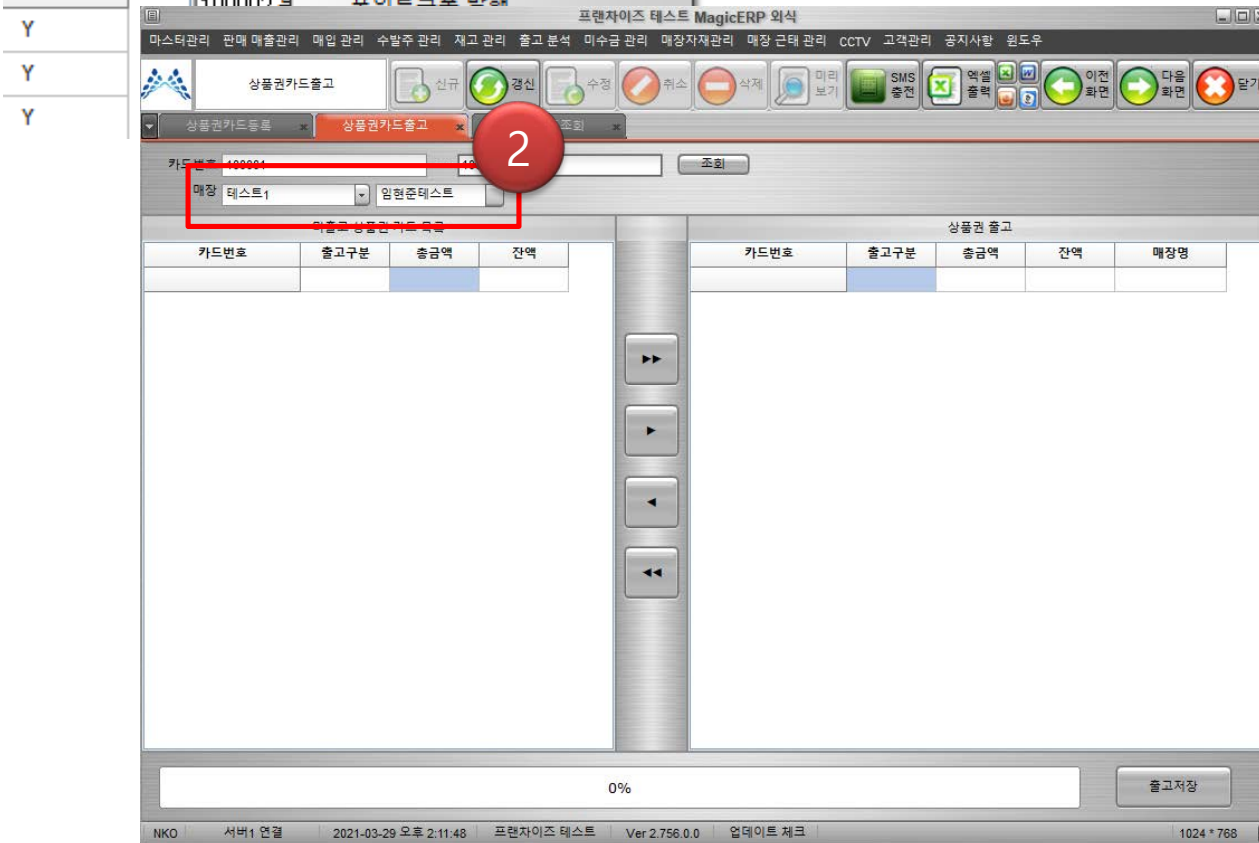 Y
Y
Y
프랜차이즈 테스트 MagicERP 외식
마스터관리 판매 매출관리 매입 관리 수발주 관리 재고 관리 출고 분석 미수금 관리 매장자재관리 매장 근태 관리 CCTV 고객관리 공지사항 윈도우
상품권카드출고 신규 갱신 수정 취소 삭제 미리보기 SMS 충전 엑셀 출력 이전 화면 다음 화면 닫기
상품권카드등록 상품권카드출고 조회
2
카드번호 조회
매장 테스트1 임현준테스트
미출고 상품권 카드 목록 상품권 출고
카드번호 출고구분 총금액 잔액 카드번호 출고구분 총금액 잔액 매장명
0% 출고저장
NKO 서버1 연결 2021-03-29 오후 2:11:48 프랜차이즈 테스트 Ver 2.756.0.0 업데이트 체크 1024 * 768